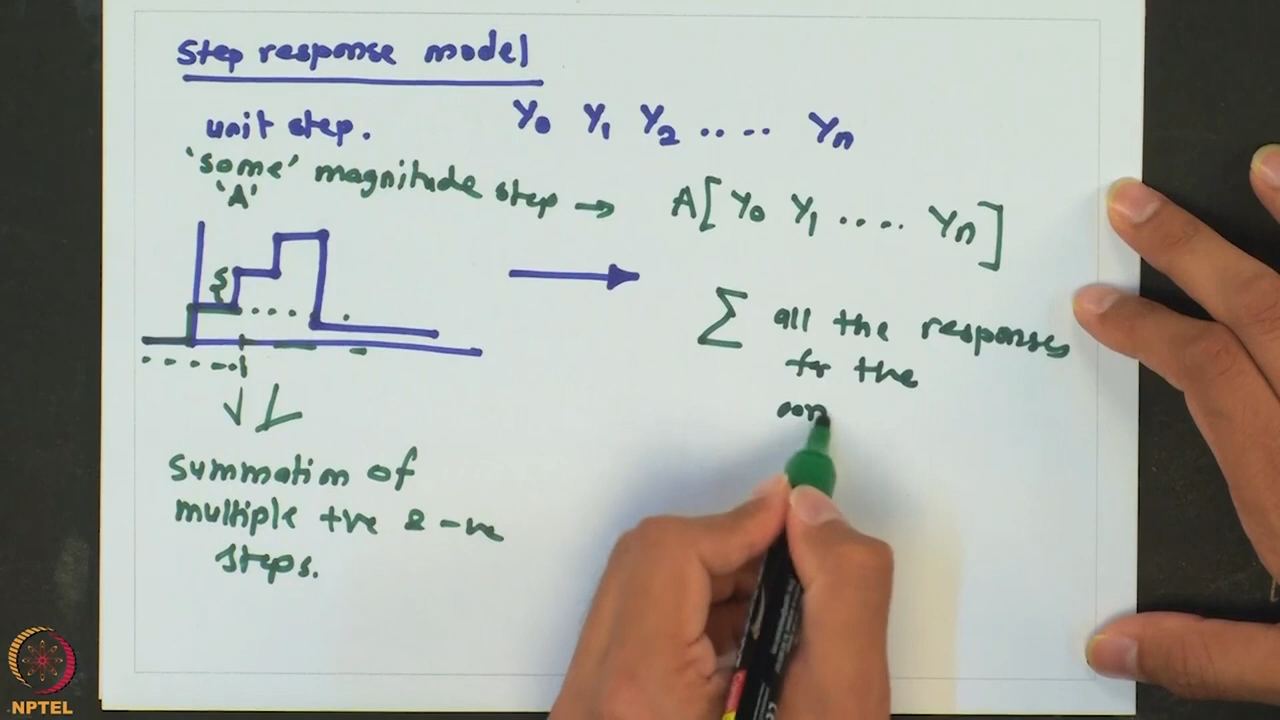 Step response model
unit step. Y0 Y1 Y2 ..... Yn
'some' magnitude step → A[Y0 Y1 ..... Yn]
'A'
Σ all the responses
for the
Summation of
multiple +ve & -ve
steps.
NPTEL